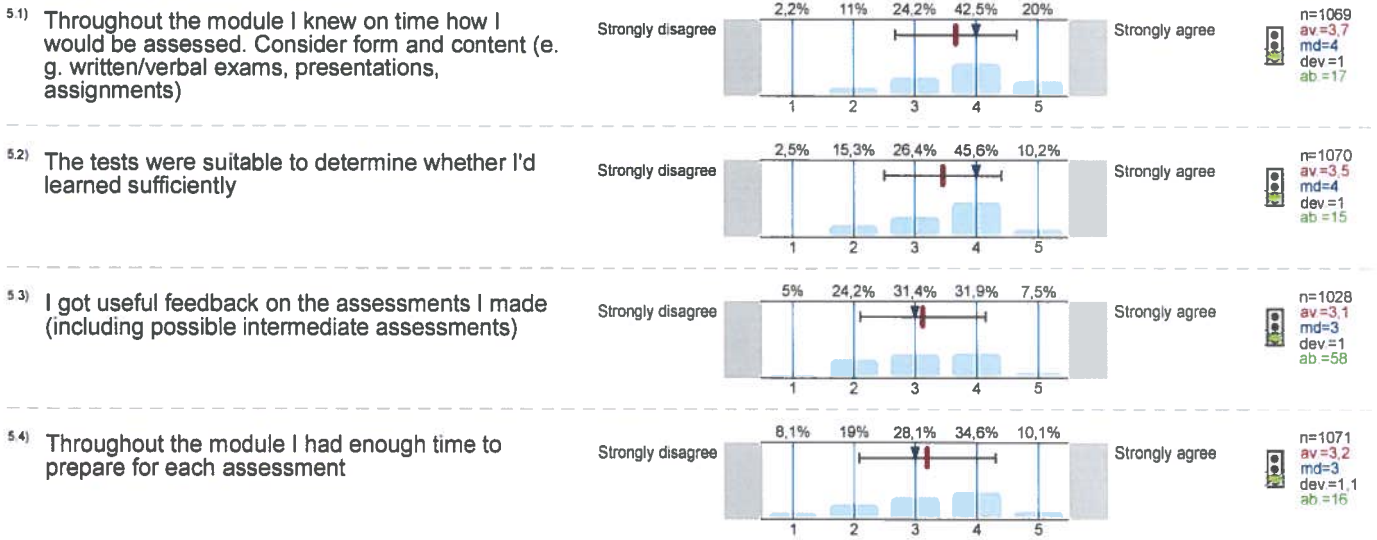 5.1) Throughout the module I knew on time how I
would be assessed. Consider form and content (e.
g. written/verbal exams, presentations,
assignments)
Strongly disagree
2,2% 11% 24,2% 42,5% 20%
1 2 3 4 5
Strongly agree
n=1069
av.=3,7
md=4
dev.=1
ab.=17
5.2) The tests were suitable to determine whether I'd
learned sufficiently
Strongly disagree
2,5% 15,3% 26,4% 45,6% 10,2%
1 2 3 4 5
Strongly agree
n=1070
av.=3,5
md=4
dev.=1
ab.=15
5.3) I got useful feedback on the assessments I made
(including possible intermediate assessments)
Strongly disagree
5% 24,2% 31,4% 31,9% 7,5%
1 2 3 4 5
Strongly agree
n=1028
av.=3,1
md=3
dev.=1
ab.=58
5.4) Throughout the module I had enough time to
prepare for each assessment
Strongly disagree
8,1% 19% 28,1% 34,6% 10,1%
1 2 3 4 5
Strongly agree
n=1071
av.=3,2
md=3
dev.=1,1
ab.=16